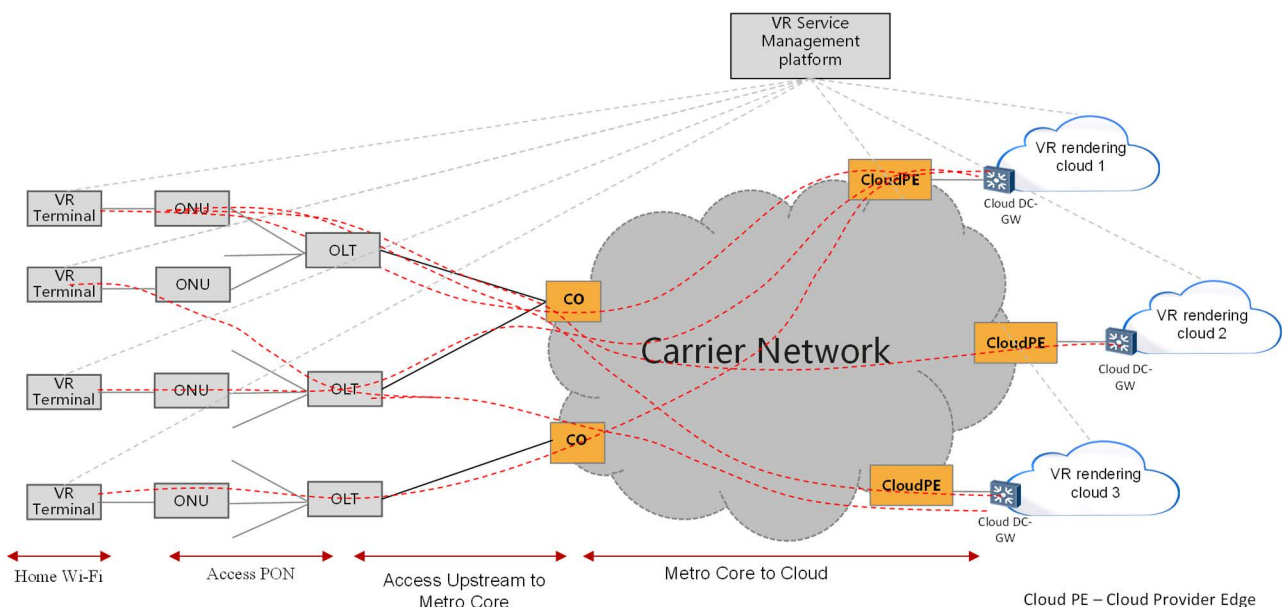 VR Service
Management
platform
VR rendering
cloud 1
CloudPE
Cloud DC-
GW
VR
Terminal
ONU
OLT
VR
Terminal
ONU
CO
VR rendering
cloud 2
CloudPE
Cloud DC-
GW
Carrier Network
VR
Terminal
ONU
OLT
CO
VR rendering
cloud 3
CloudPE
Cloud DC-
GW
VR
Terminal
ONU
OLT
Home Wi-Fi
Access PON
Access Upstream to
Metro Core
Metro Core to Cloud
Cloud PE – Cloud Provider Edge